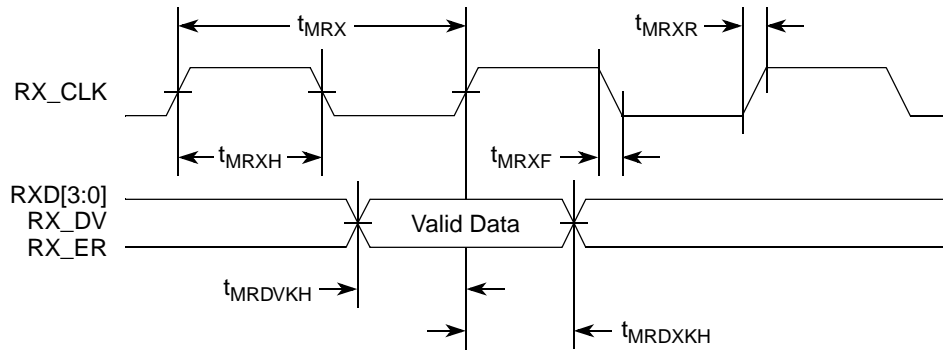 tMRX
tMRXR
RX_CLK
tMRXH
tMRXF
RXD[3:0]
RX_DV
Valid Data
RX_ER
tMRDVKH
tMRDXKH